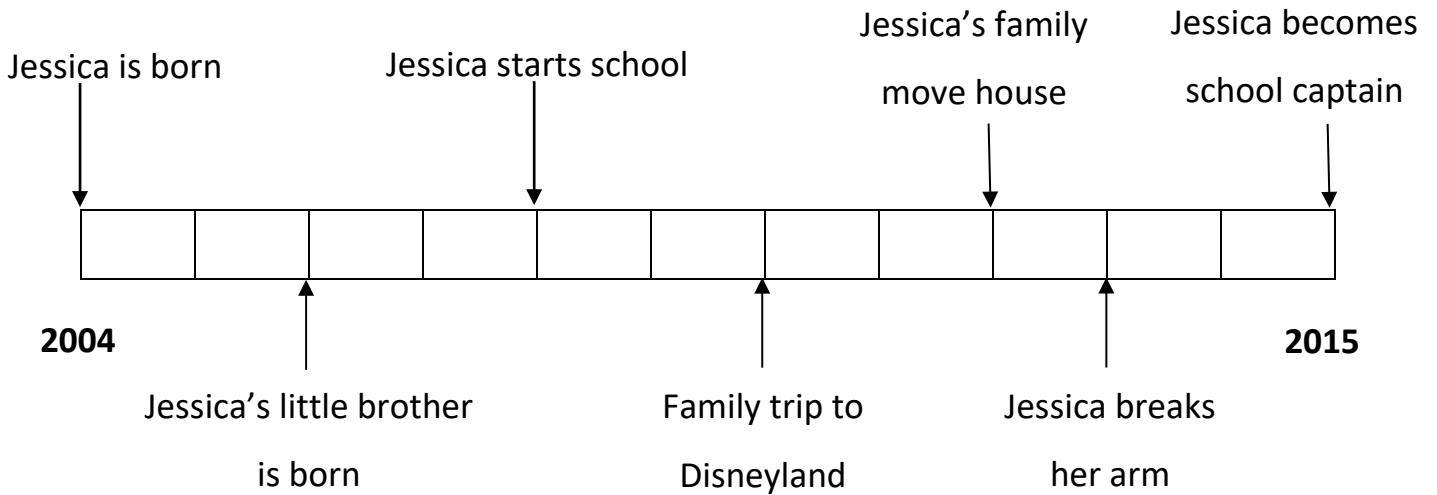 Jessica is born
Jessica starts school
Jessica’s family
move house
Jessica becomes
school captain
2004
2015
Jessica’s little brother
is born
Family trip to
Disneyland
Jessica breaks
her arm